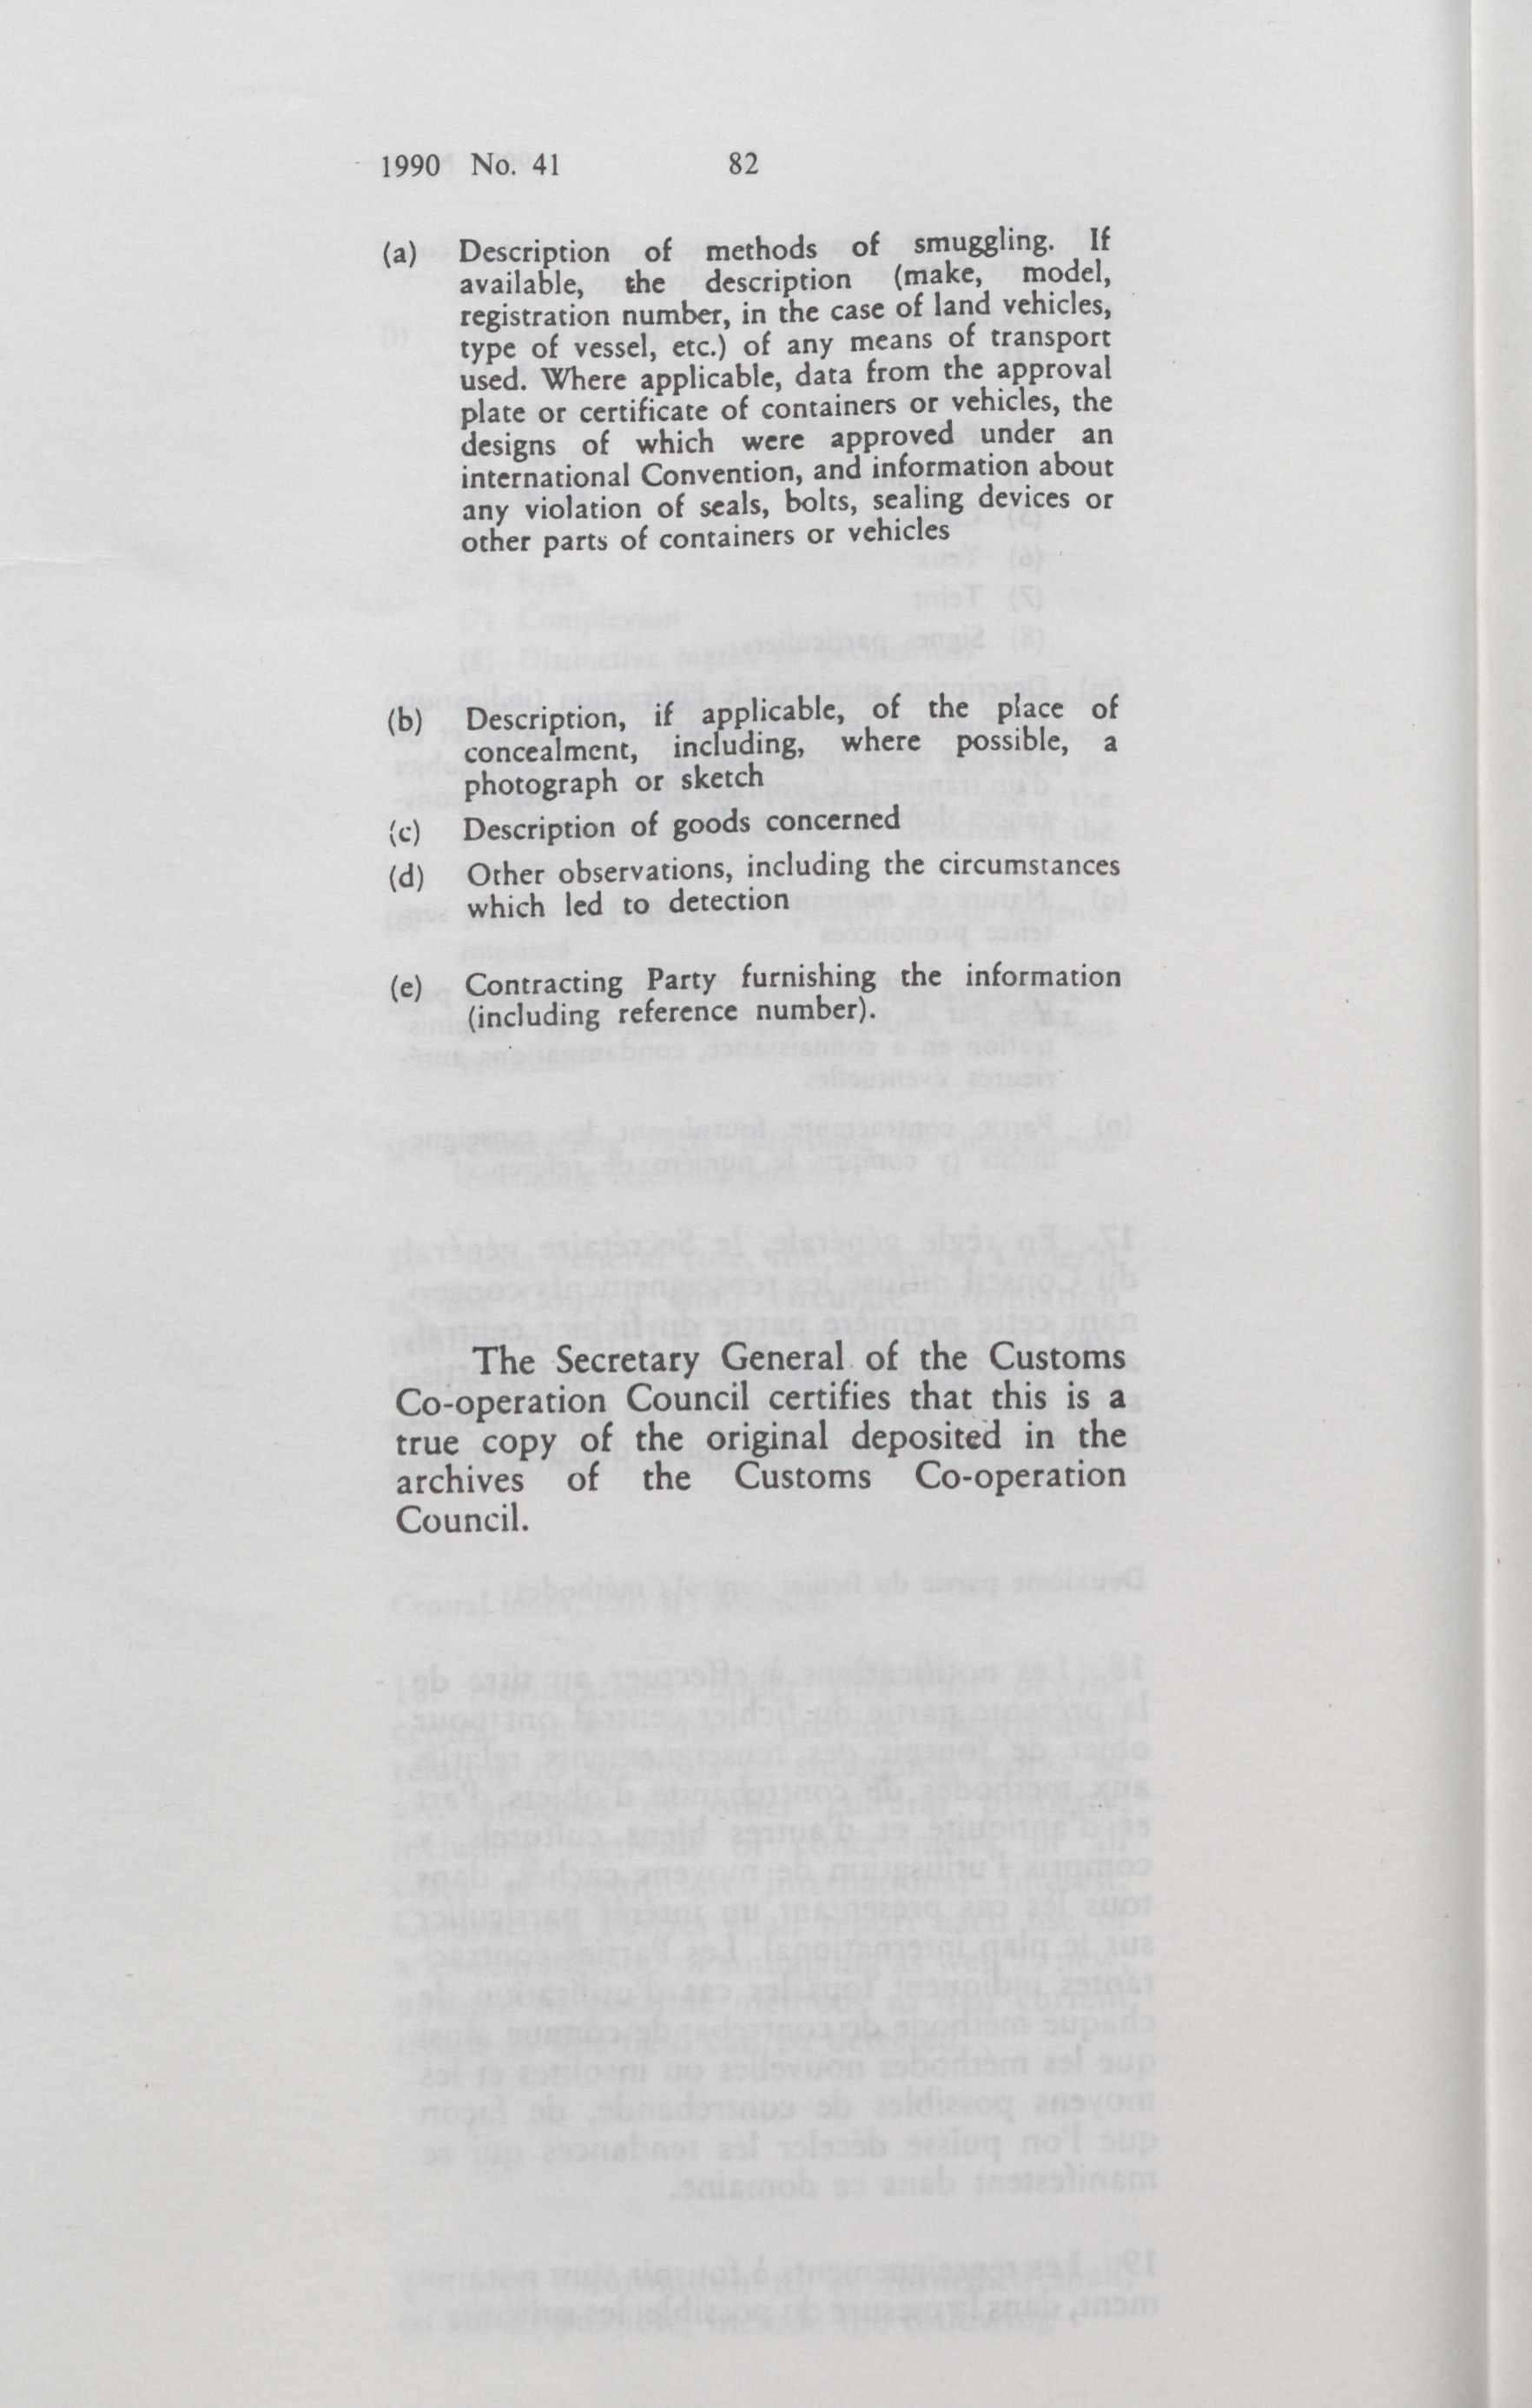 1990 No. 41 82
(a) Description of methods of smuggling. If
available, the description (make, model,
registration number, in the case of land vehicles,
type of vessel, etc.) of any means of transport
used. Where applicable, data from the approval
plate or certificate of containers or vehicles, the
designs of which were approved under an
international Convention, and information about
any violation of seals, bolts, sealing devices or
other parts of containers or vehicles
(b) Description, if applicable, of the place of
concealment, including, where possible, a
photograph or sketch
(c) Description of goods concerned
(d) Other observations, including the circumstances
which led to detection
(e) Contracting Party furnishing the information
(including reference number).
The Secretary General of the Customs
Co-operation Council certifies that this is a
true copy of the original deposited in the
archives of the Customs Co-operation
Council.